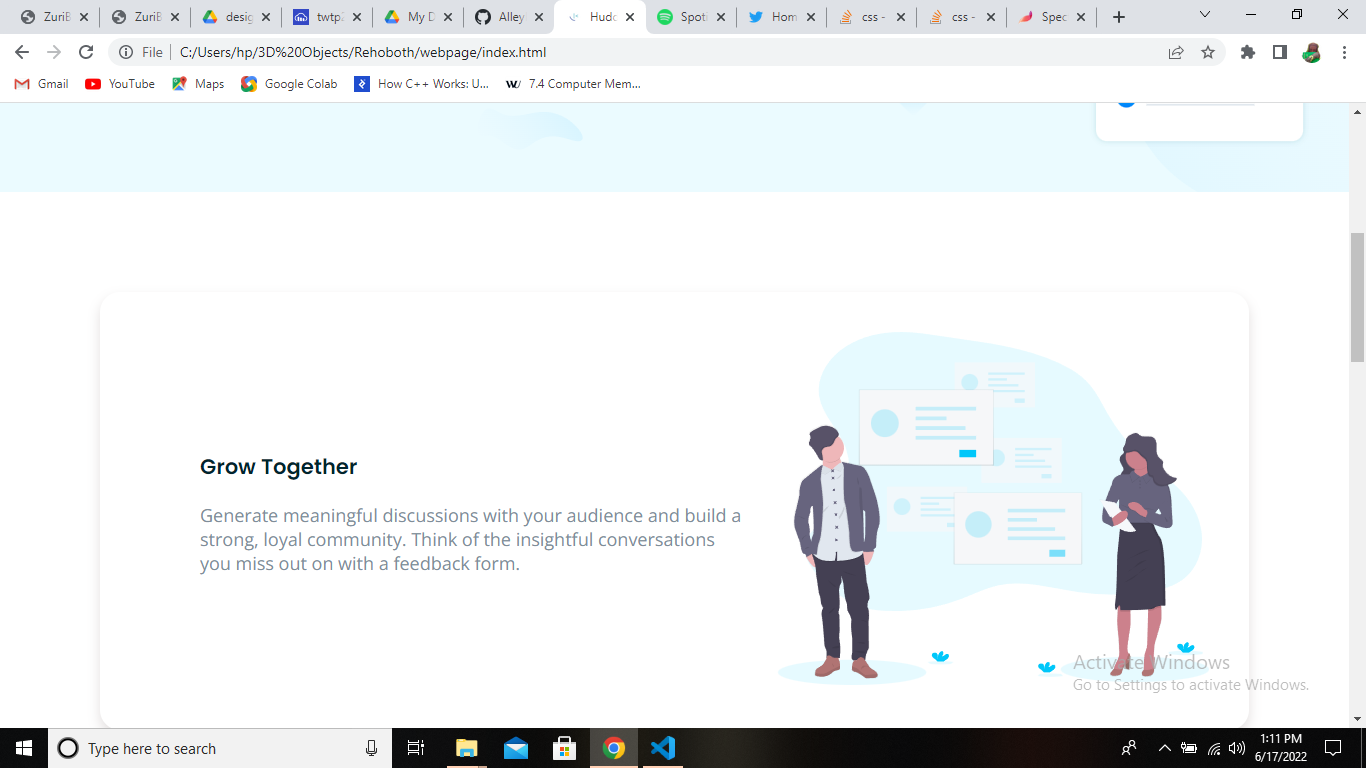 ZuriB
ZuriB
desig
twtp
My D
Alley
Hudd
Spoti
Hom
css -
css -
Spec
File
C:/Users/hp/3D%20Objects/Rehoboth/webpage/index.html
Gmail
YouTube
Maps
Google Colab
How C++ Works: U...
7.4 Computer Mem...
Grow Together
Generate meaningful discussions with your audience and build a
strong, loyal community. Think of the insightful conversations
you miss out on with a feedback form.
Activate Windows
Go to Settings to activate Windows.
Type here to search
1:11 PM
6/17/2022